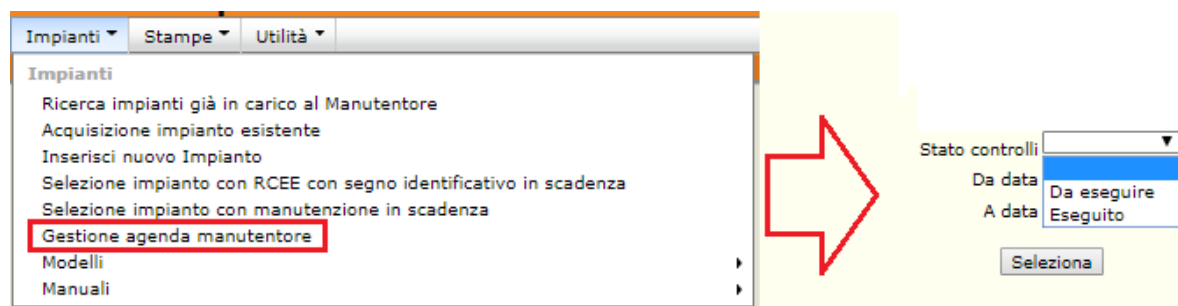 Impianti Stampe Utilità
Impianti
Ricerca impianti già in carico al Manutentore
Acquisizione impianto esistente
Inserisci nuovo Impianto
Selezione impianto con RCEE con segno identificativo in scadenza
Selezione impianto con manutenzione in scadenza
Gestione agenda manutentore
Modelli
Manuali
Stato controlli
Da data
Da eseguire
A data
Eseguito
Seleziona